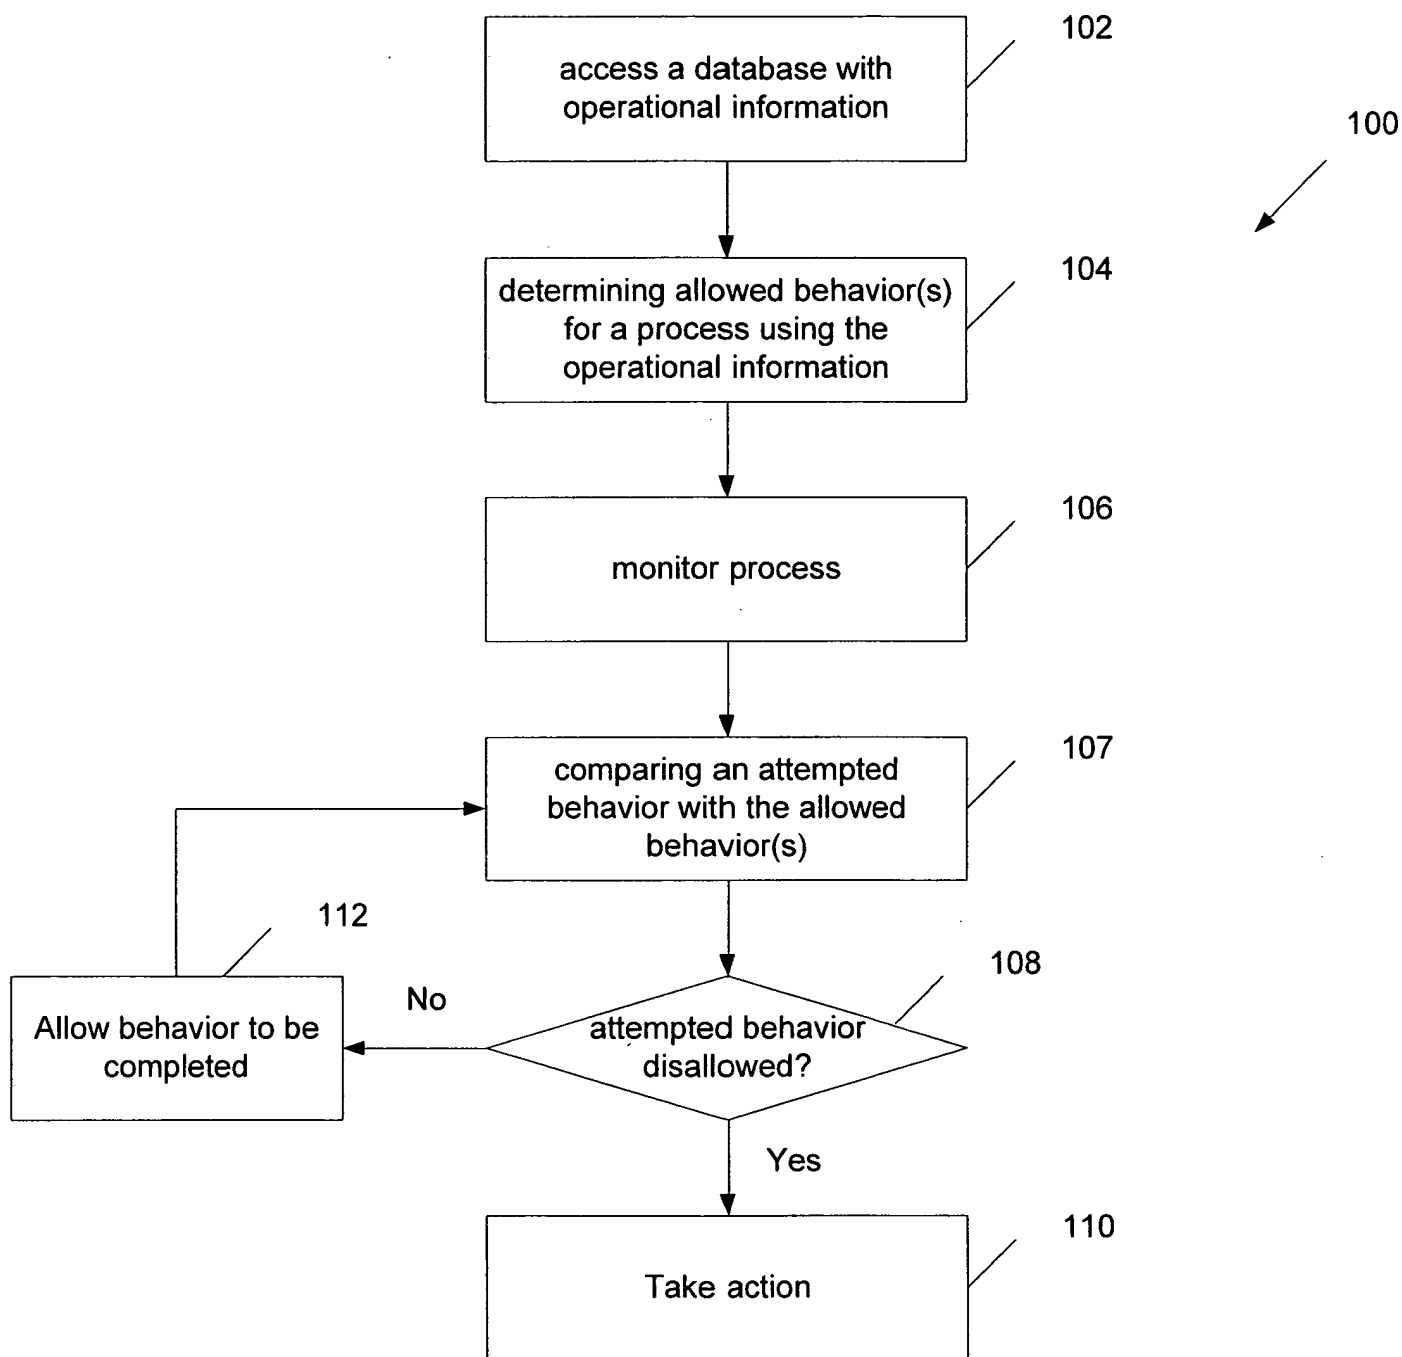 102
access a database with
operational information
100
104
determining allowed behavior(s)
for a process using the
operational information
106
monitor process
107
comparing an attempted
behavior with the allowed
behavior(s)
112
108
No
attempted behavior
disallowed?
Allow behavior to be
completed
Yes
110
Take action